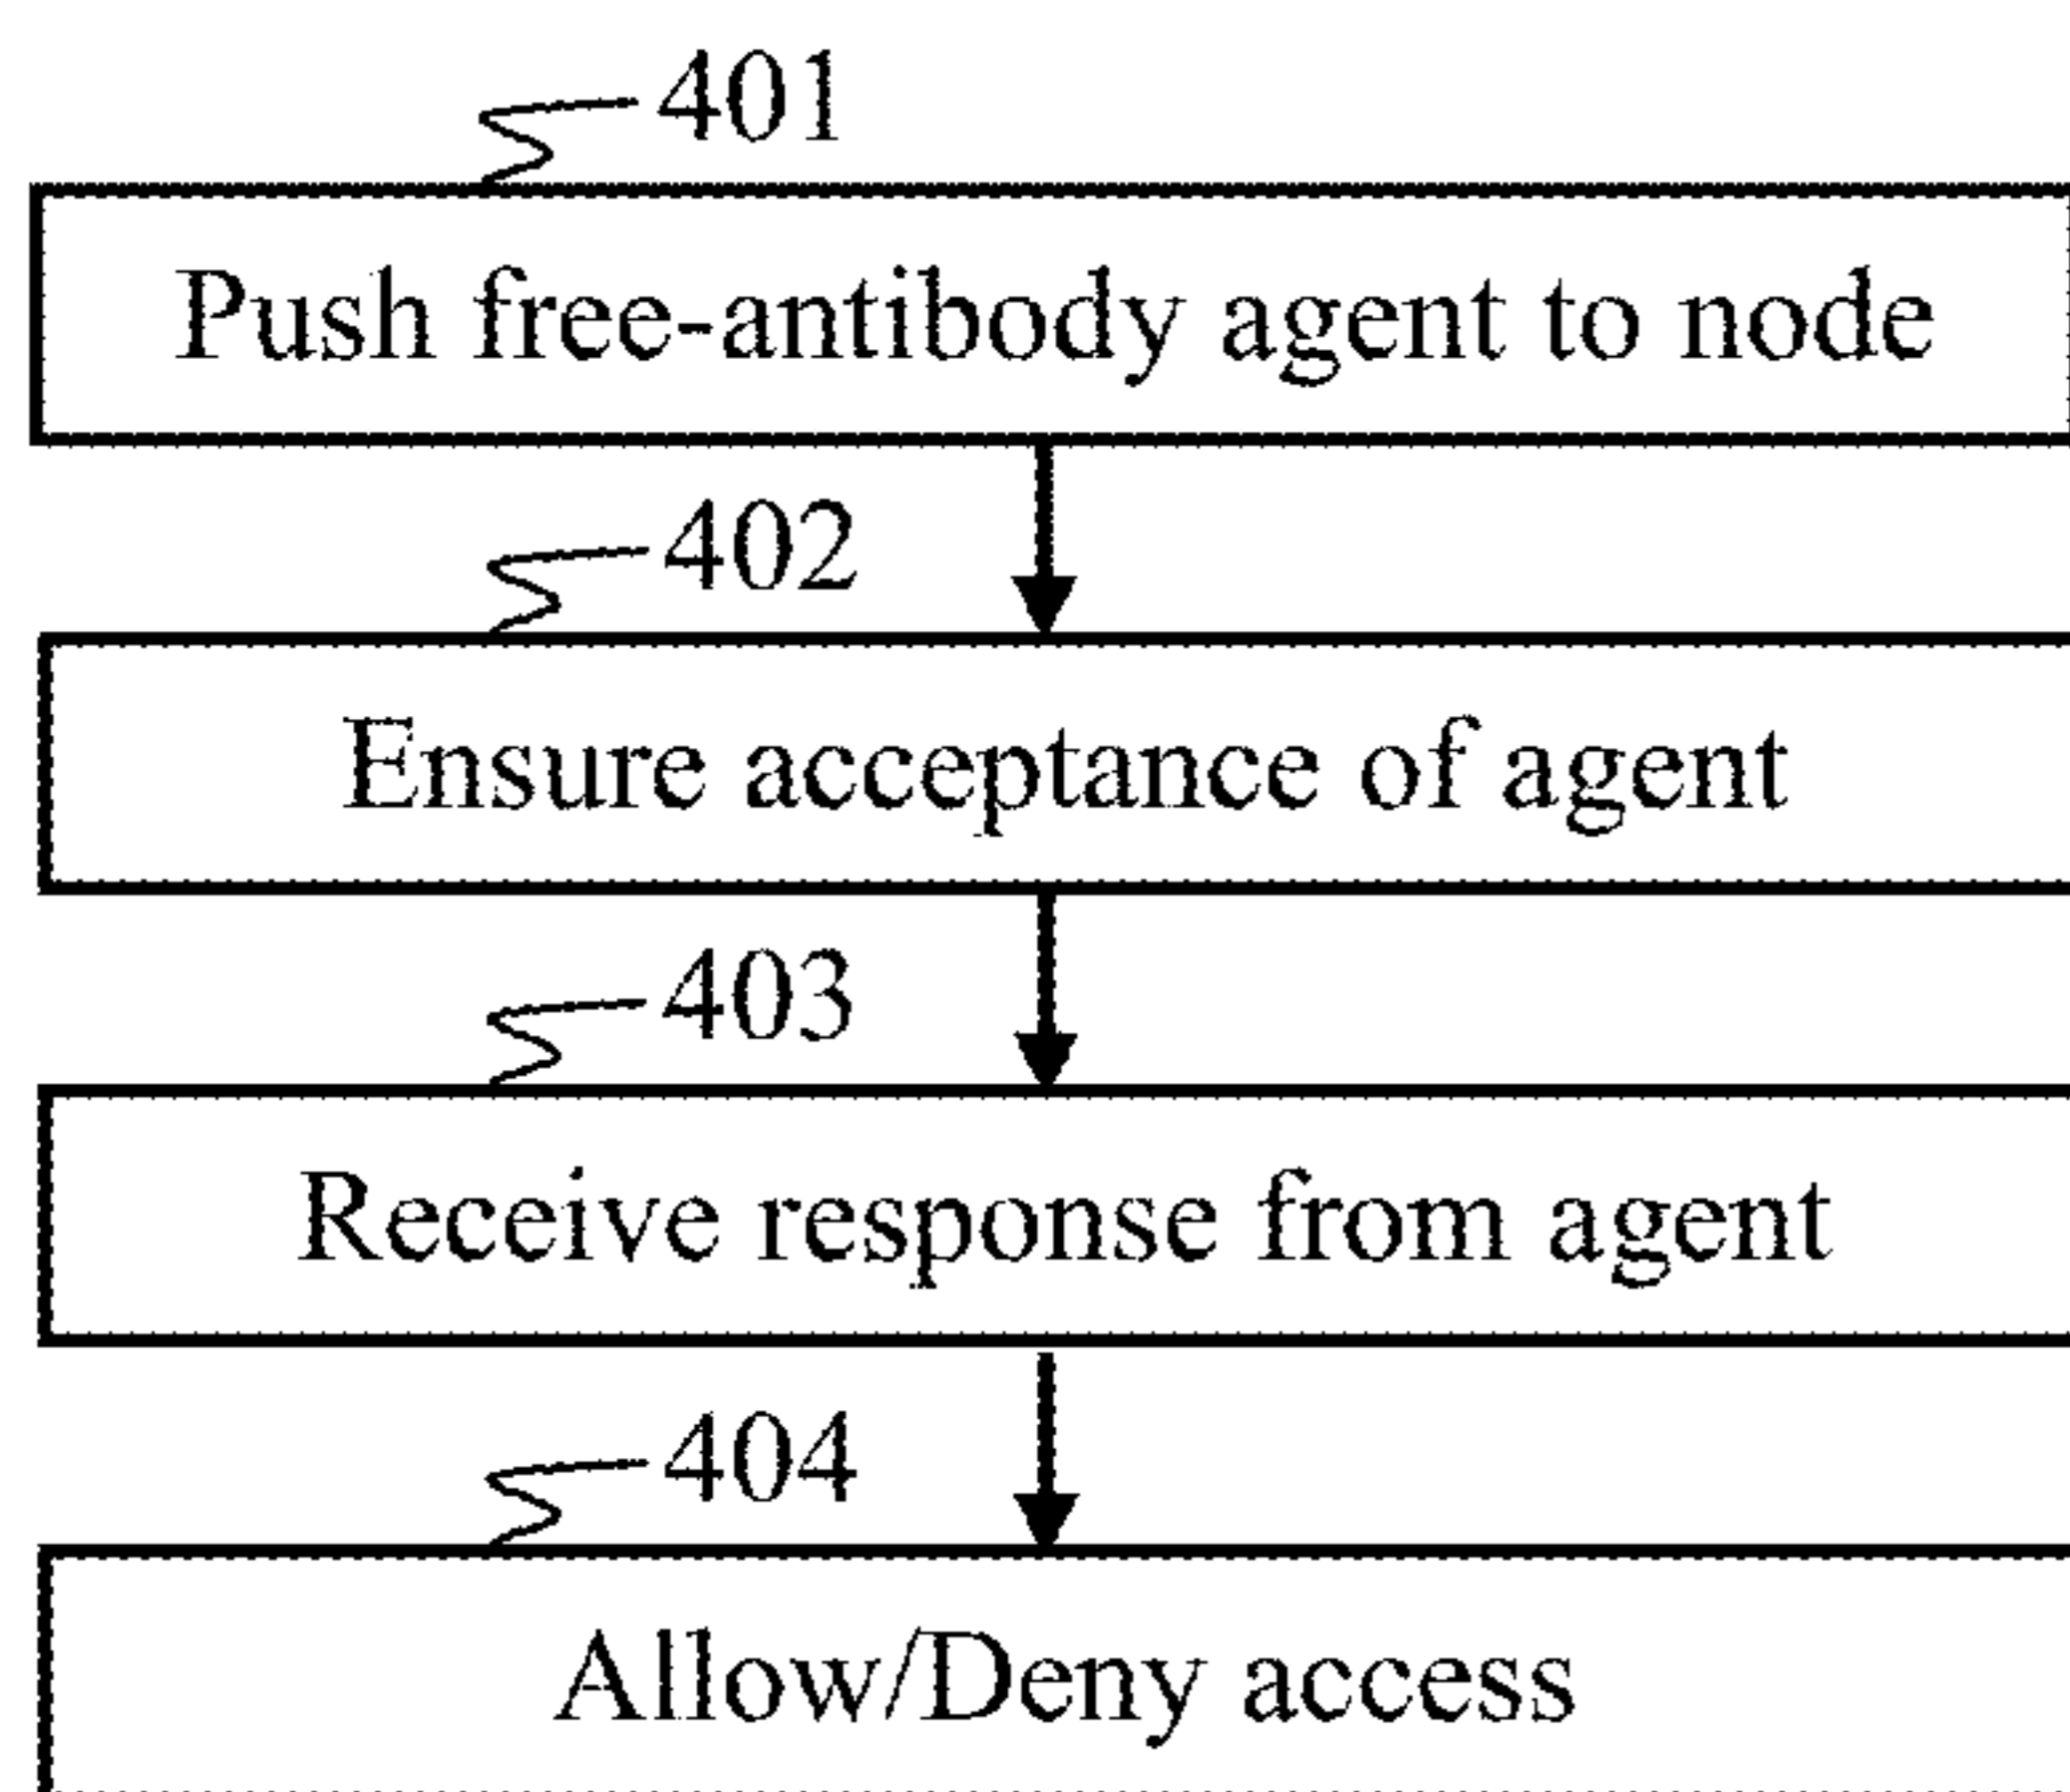 401
Push free-antibody agent to node
402
Ensure acceptance of agent
403
Receive response from agent
404
Allow/Deny access